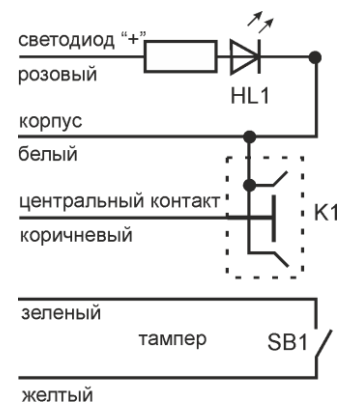 светодиод “+”
розовый
HL1
корпус
белый
центральный контакт
K1
коричневый
зеленый
тампер
SB1
желтый